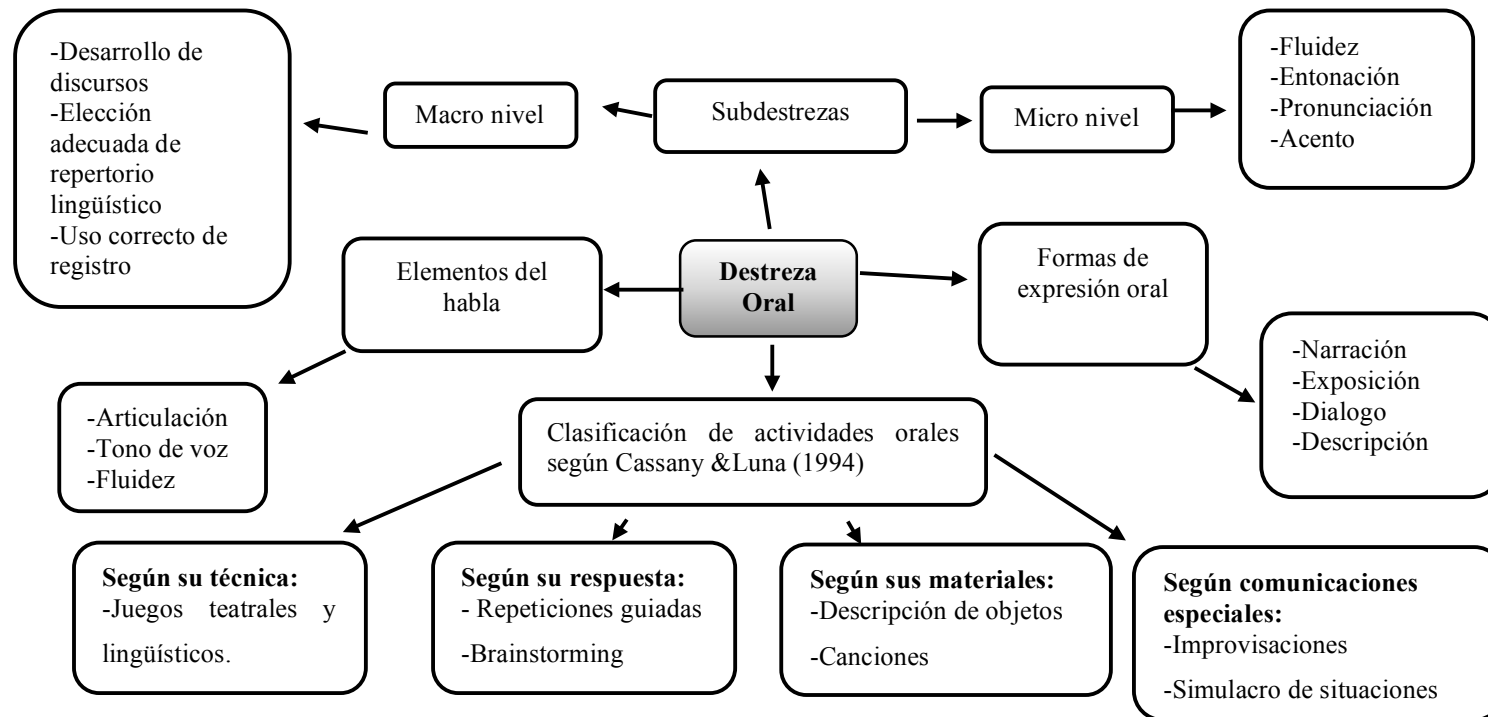 -Desarrollo de
discursos
-Elección
adecuada de
repertorio
lingüístico
-Uso correcto de
registro
Macro nivel
Subdestrezas
Micro nivel
-Fluidez
-Entonación
-Pronunciación
-Acento
Elementos del
habla
Destreza
Oral
Formas de
expresión oral
-Articulación
-Tono de voz
-Fluidez
Clasificación de actividades orales
según Cassany &Luna (1994)
-Narración
-Exposición
-Dialogo
-Descripción
Según su técnica:
-Juegos teatrales y
lingüísticos.
Según su respuesta:
- Repeticiones guiadas
-Brainstorming
Según sus materiales:
-Descripción de objetos
-Canciones
Según comunicaciones
especiales:
-Improvisaciones
-Simulacro de situaciones